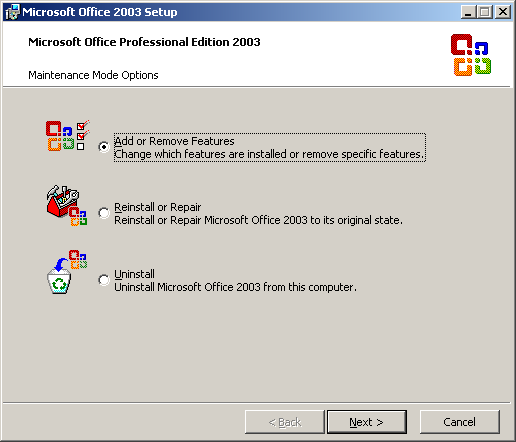 Microsoft Office 2003 Setup
Microsoft Office Professional Edition 2003
Maintenance Mode Options
Add or Remove Features
Change which features are installed or remove specific features.
Reinstall or Repair
Reinstall or Repair Microsoft Office 2003 to its original state.
Uninstall
Uninstall Microsoft Office 2003 from this computer.
< Back
Next >
Cancel